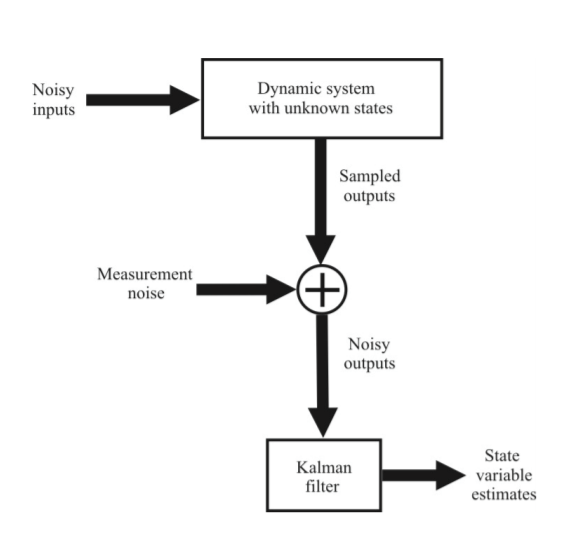 Noisy
inputs
Dynamic system
with unknown states
Sampled
outputs
Measurement
noise
Noisy
outputs
Kalman
filter
State
variable
estimates